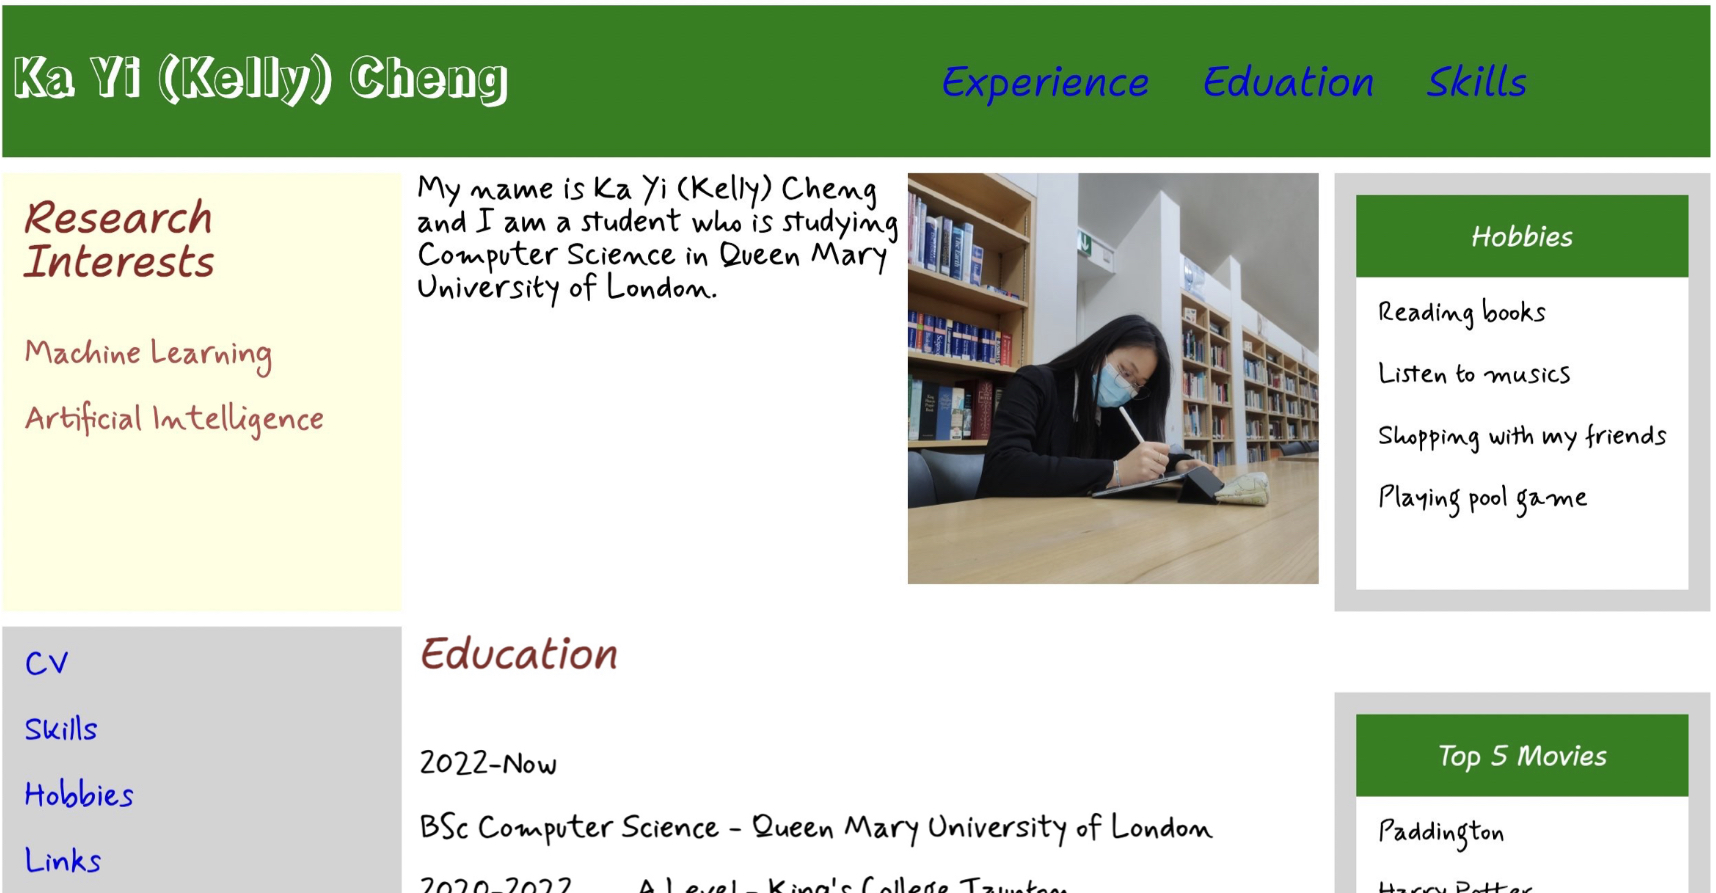 Ka Yi (Kelly) Cheng
Experience Eduation Skills
Research
Interests
Machine Learning
Artificial Intelligence
My name is Ka Yi (Kelly) Cheng
and I am a student who is studying
Computer Science in Queen Mary
University of London.
Hobbies
Reading books
Listen to musics
Shopping with my friends
Playing pool game
CV
Skills
Hobbies
Links
Education
2022-Now
BSc Computer Science - Queen Mary University of London
2020-2022 A Level - King's College Taunton
Top 5 Movies
Paddington
Harry Potter